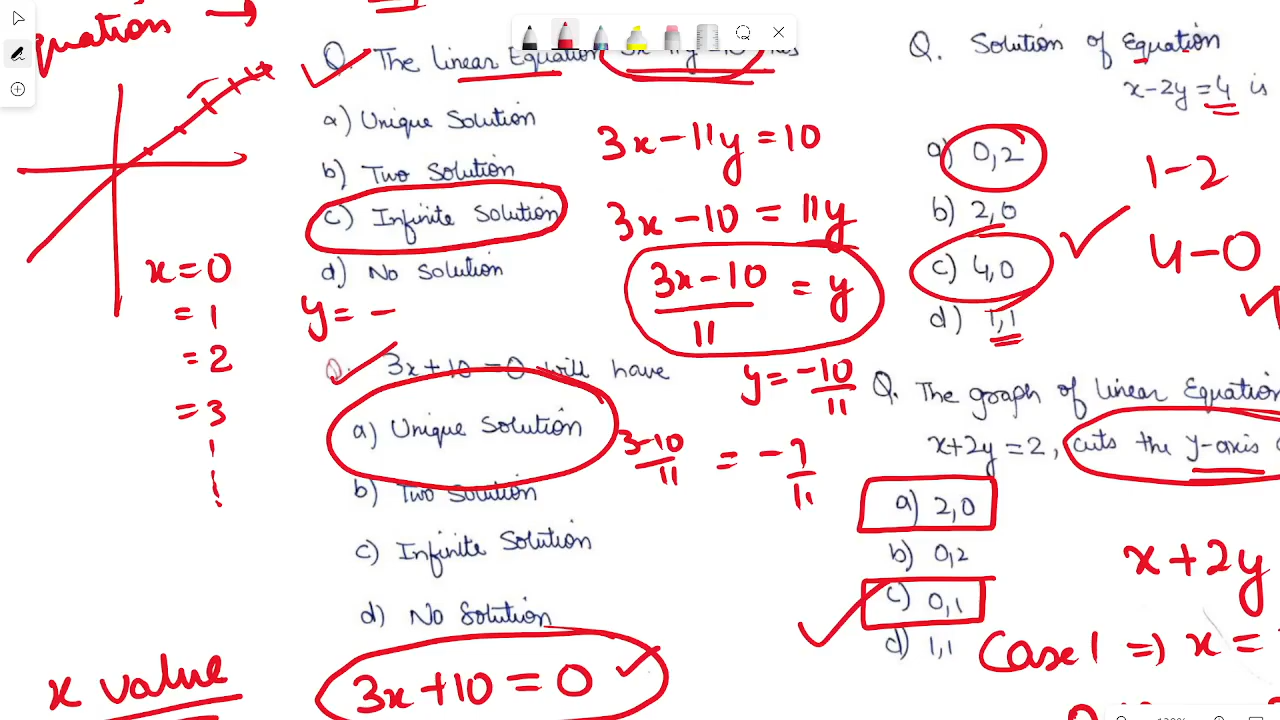 quation →
Q. The linear Equation 3x-11y=10 has
a) Unique Solution
b) Two Solution
c) Infinite Solution
d) No Solution
x=0
=1
=2
=3
y= -
3x-11y=10
3x-10=11y
3x-10/11 = y
y=-10/11
3-10/11 = -7/11
Q. 3x+10=0 will have
a) Unique Solution
b) Two Solution
c) Infinite Solution
d) No Solution
x value
3x+10=0
Q. Solution of Equation
x-2y=4 is
a) 0,2
b) 2,0
c) 4,0
d) 1,1
1-2
4-0
Q. The graph of linear Equation
x+2y=2, cuts the y-axis
a) 2,0
b) 0,2
c) 0,1
d) 1,1
x+2y
Case 1 => x=